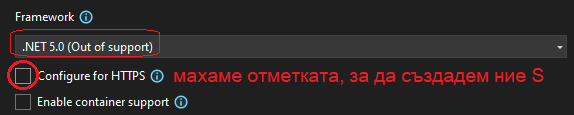 Framework
.NET 5.0 (Out of support)
Configure for HTTPS махаме отметката, за да създадем ние S
Enable container support